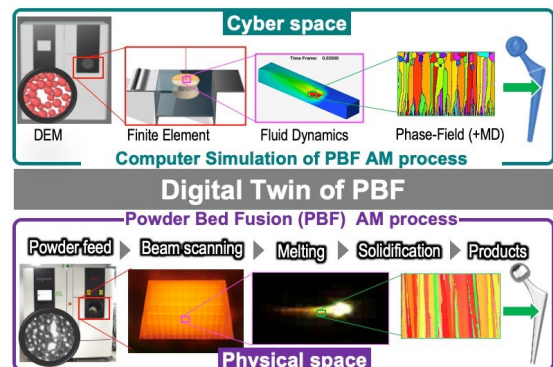 Cyber space
Time Frame: 0.03500
DEM
Finite Element
Fluid Dynamics
Phase-Field (+MD)
Computer Simulation of PBF AM process
Digital Twin of PBF
Powder Bed Fusion (PBF) AM process
Powder feed
Beam scanning
Melting
Solidification
Products
Physical space